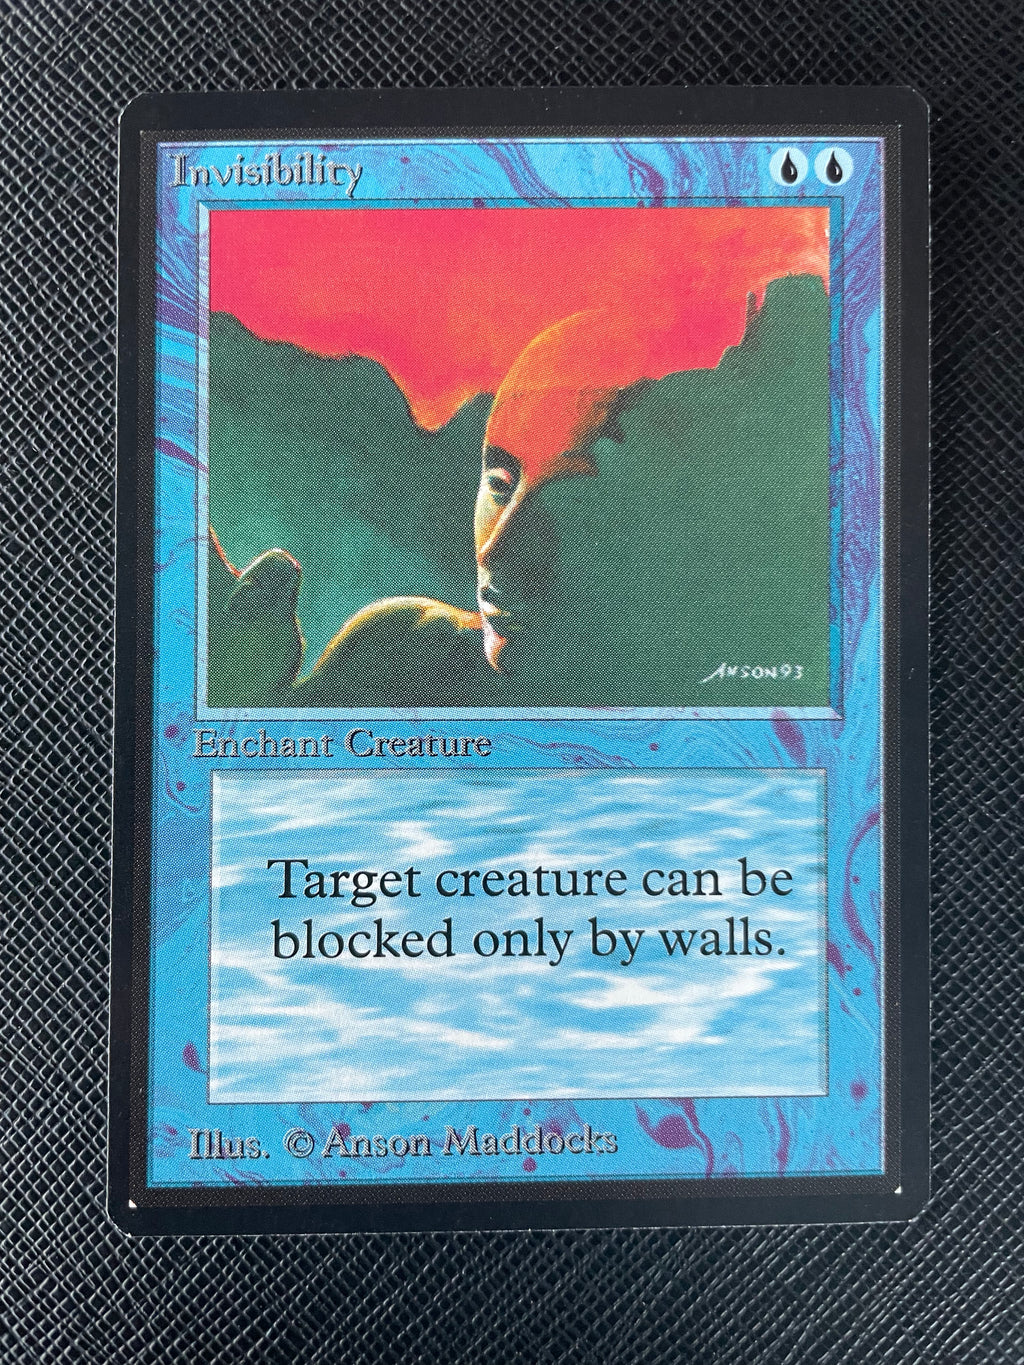 Invisibility
ANSON93
Enchant Creature
Target creature can be
blocked only by walls.
Illus. © Anson Maddocks